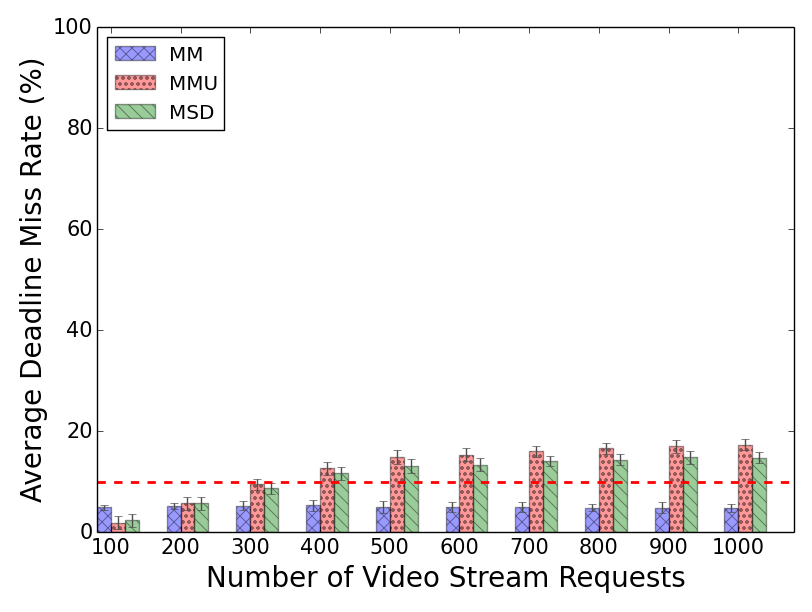 Average Deadline Miss Rate (%)
100
80
60
40
20
0
MM
MMU
MSD
100 200 300 400 500 600 700 800 900 1000
Number of Video Stream Requests